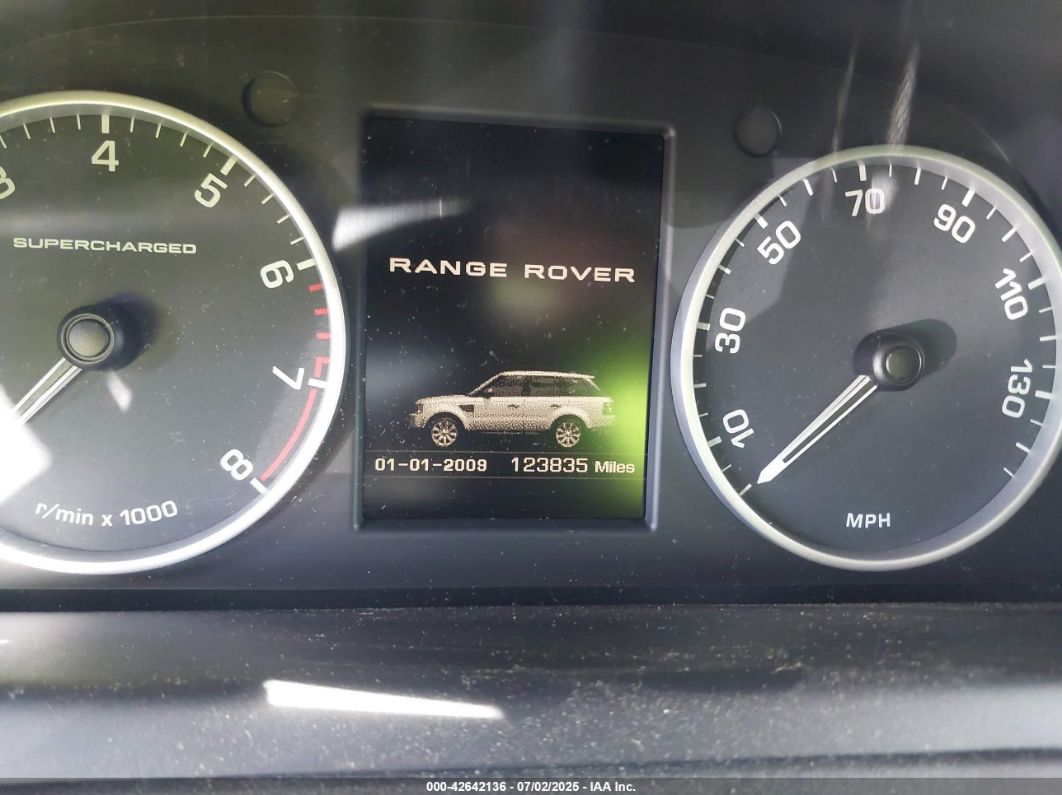 3
4
5
6
7
8
SUPERCHARGED
r/min x 1000
RANGE ROVER
01-01-2009 123835 Miles
10
30
50
70
90
110
130
MPH
000-42642136 - 07/02/2025 - IAA Inc.